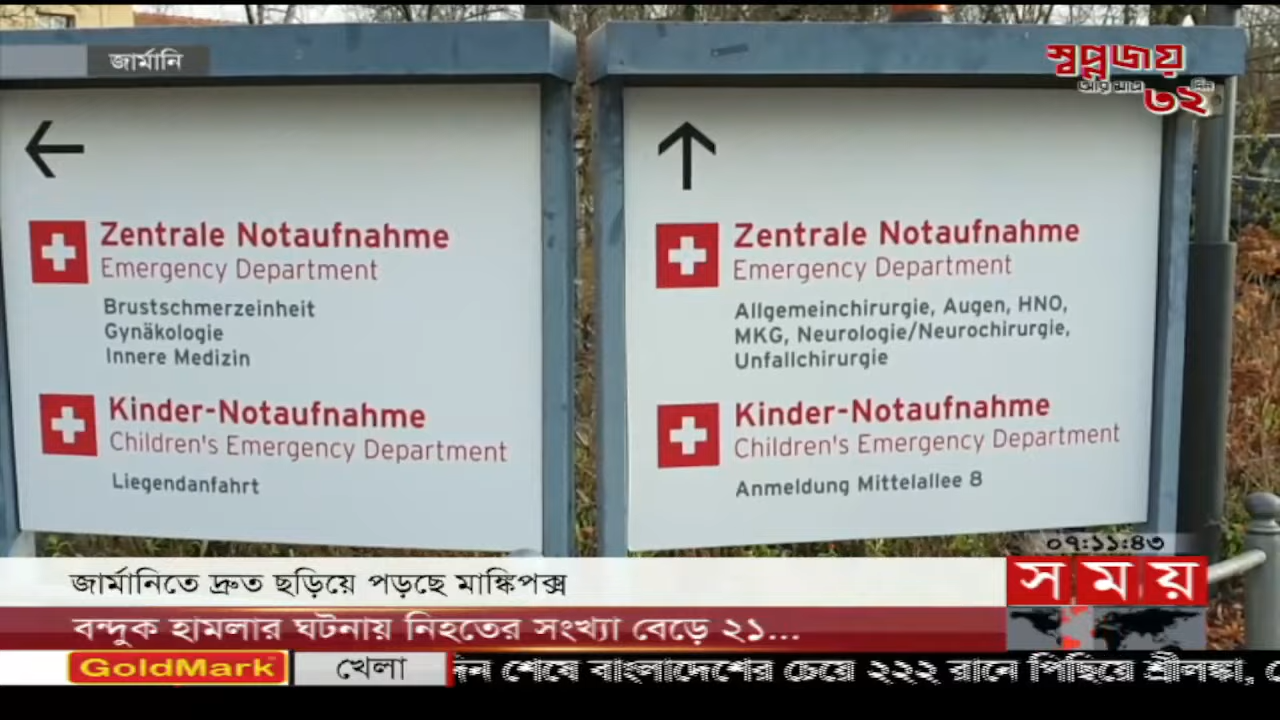 জার্মানি
স্বপ্নজয়
আর মাত্র ৩২ দিন
Zentrale Notaufnahme
Emergency Department
Brustschmerzeinheit
Gynäkologie
Innere Medizin
Kinder-Notaufnahme
Children's Emergency Department
Liegendanfahrt
Zentrale Notaufnahme
Emergency Department
Allgemeinchirurgie, Augen, HNO,
MKG, Neurologie/Neurochirurgie,
Unfallchirurgie
Kinder-Notaufnahme
Children's Emergency Department
Anmeldung Mittelallee 8
০৭:১১:৪৩
সময়
জার্মানিতে দ্রুত ছড়িয়ে পড়ছে মাঙ্কিপক্স
বন্দুক হামলার ঘটনায় নিহতের সংখ্যা বেড়ে ২১...
GoldMark
খেলা
শেষে বাংলাদেশের চেয়ে ২২২ রানে পিছিয়ে শ্রীলঙ্কা,